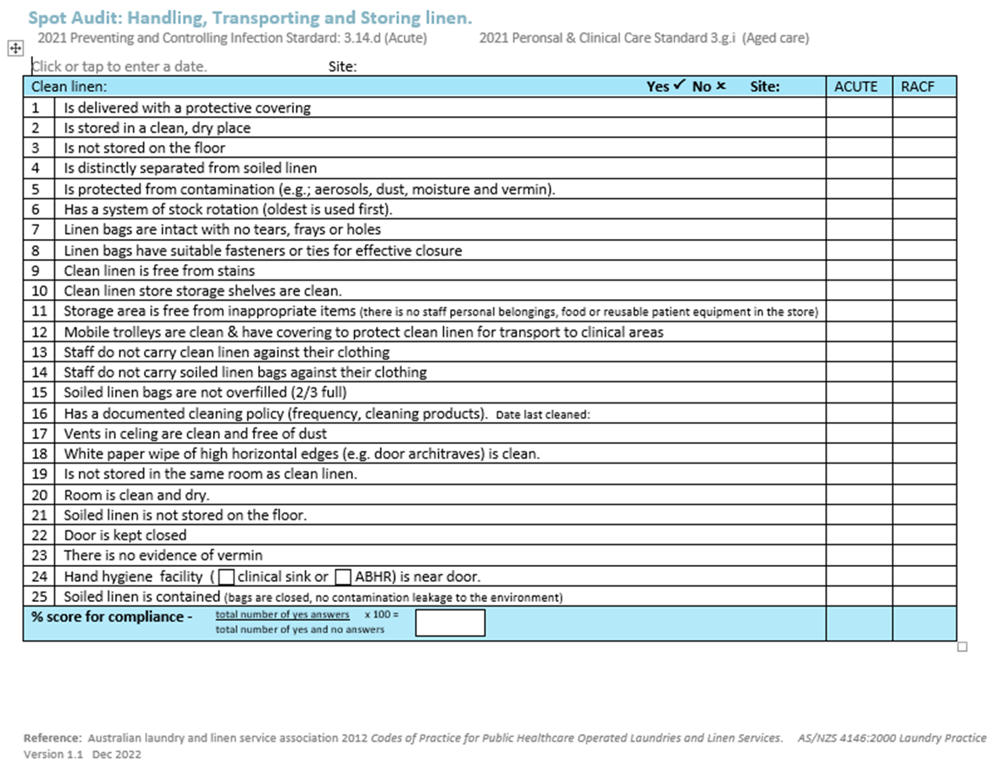 Spot Audit: Handling, Transporting and Storing linen.
2021 Preventing and Controlling Infection Stardard: 3.14.d (Acute) 2021 Peronsal & Clinical Care Standard 3.g.i (Aged care)
Click or tap to enter a date. Site:
Clean linen: Yes ✓ No × Site: ACUTE RACF
1 Is delivered with a protective covering
2 Is stored in a clean, dry place
3 Is not stored on the floor
4 Is distinctly separated from soiled linen
5 Is protected from contamination (e.g.; aerosols, dust, moisture and vermin).
6 Has a system of stock rotation (oldest is used first).
7 Linen bags are intact with no tears, frays or holes
8 Linen bags have suitable fasteners or ties for effective closure
9 Clean linen is free from stains
10 Clean linen store storage shelves are clean.
11 Storage area is free from inappropriate items (there is no staff personal belongings, food or reusable patient equipment in the store)
12 Mobile trolleys are clean & have covering to protect clean linen for transport to clinical areas
13 Staff do not carry clean linen against their clothing
14 Staff do not carry soiled linen bags against their clothing
15 Soiled linen bags are not overfilled (2/3 full)
16 Has a documented cleaning policy (frequency, cleaning products). Date last cleaned:
17 Vents in celing are clean and free of dust
18 White paper wipe of high horizontal edges (e.g. door architraves) is clean.
19 Is not stored in the same room as clean linen.
20 Room is clean and dry.
21 Soiled linen is not stored on the floor.
22 Door is kept closed
23 There is no evidence of vermin
24 Hand hygiene facility (☐ clinical sink or ☐ ABHR) is near door.
25 Soiled linen is contained (bags are closed, no contamination leakage to the environment)
% score for compliance - total number of yes answers x 100 =
total number of yes and no answers
Reference: Australian laundry and linen service association 2012 Codes of Practice for Public Healthcare Operated Laundries and Linen Services. AS/NZS 4146:2000 Laundry Practice
Version 1.1 Dec 2022